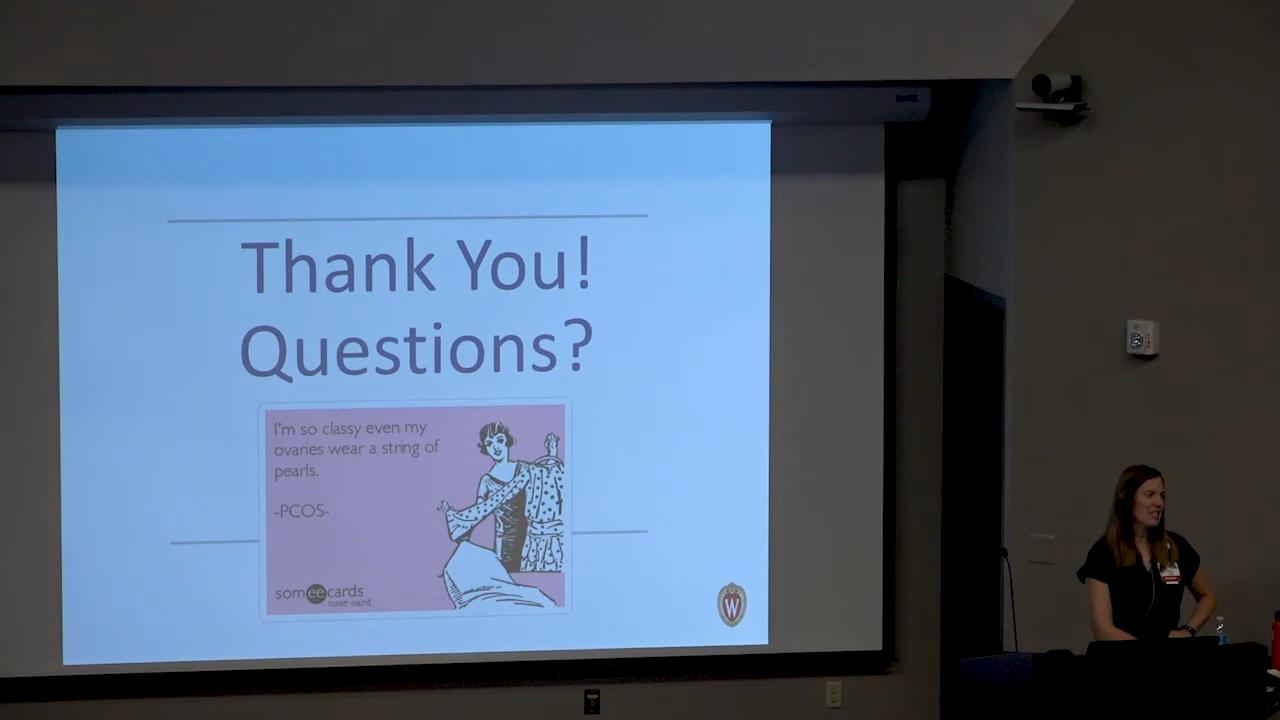 Thank You!
Questions?
I'm so classy even my
ovaries wear a string of
pearls.
-PCOS-
someecards
user card
W